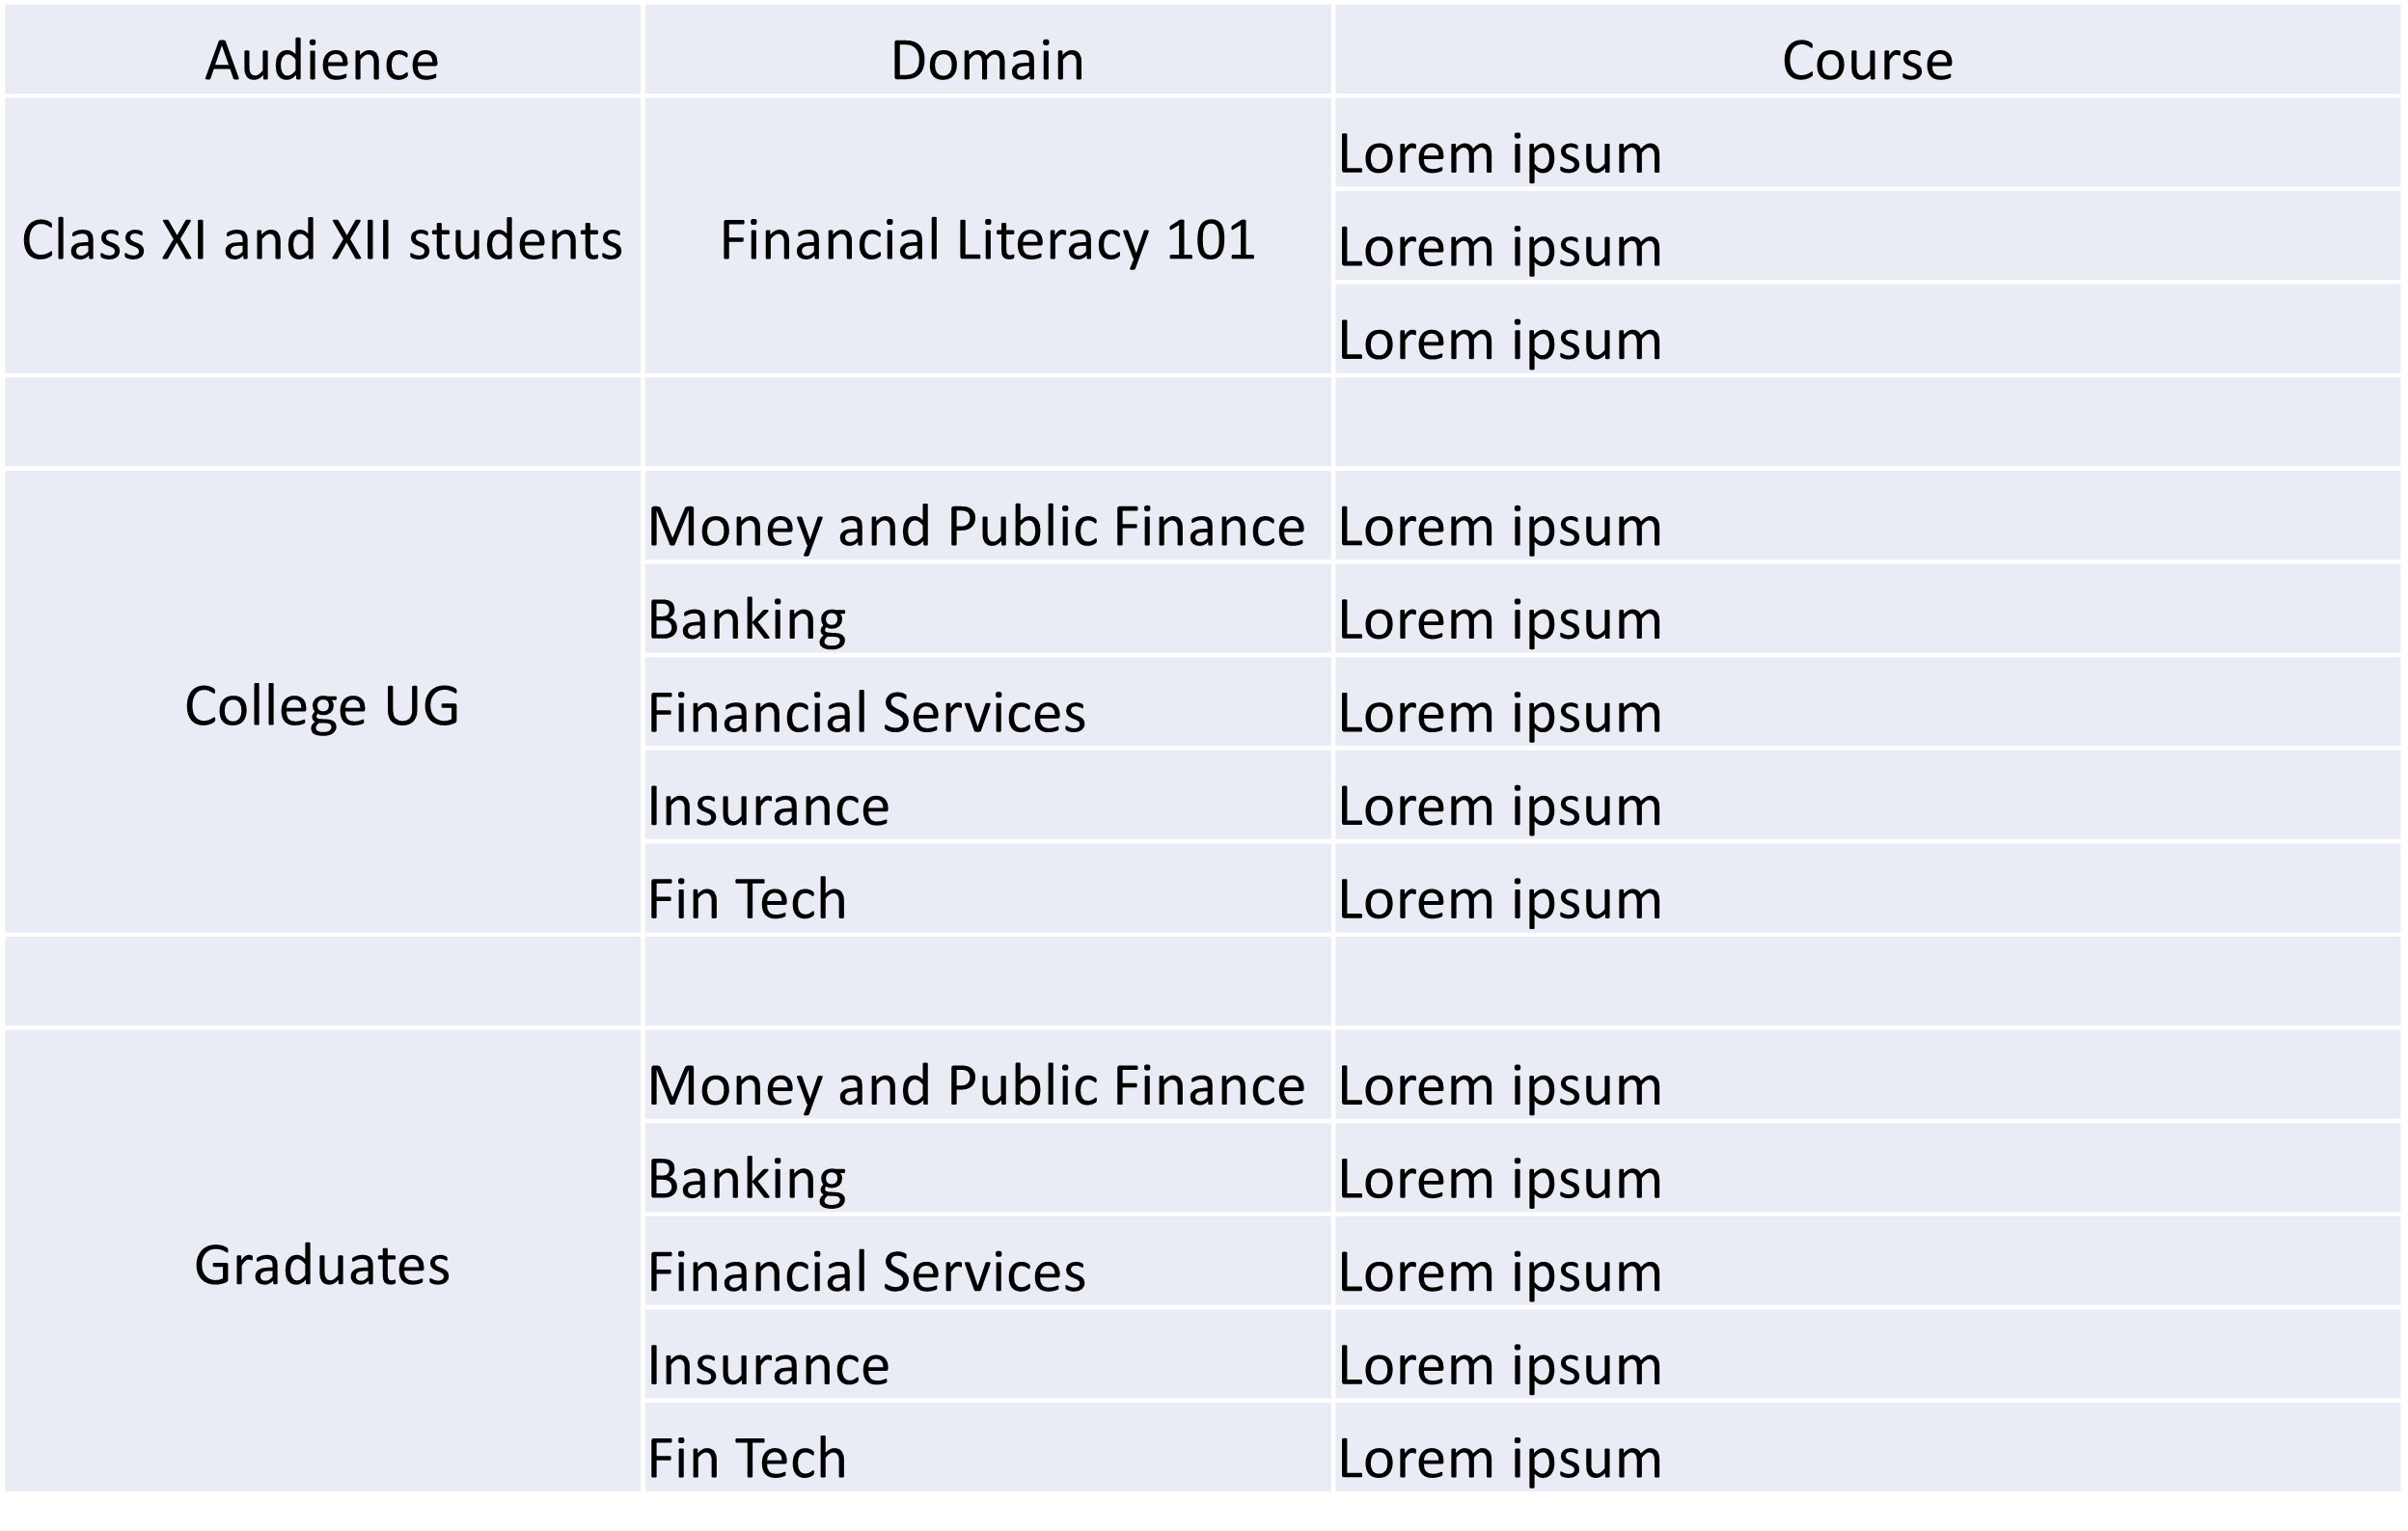 Audience Domain Course
Class XI and XII students Financial Literacy 101 Lorem ipsum
Lorem ipsum
Lorem ipsum
College UG Money and Public Finance Lorem ipsum
Banking Lorem ipsum
Financial Services Lorem ipsum
Insurance Lorem ipsum
Fin Tech Lorem ipsum
Graduates Money and Public Finance Lorem ipsum
Banking Lorem ipsum
Financial Services Lorem ipsum
Insurance Lorem ipsum
Fin Tech Lorem ipsum